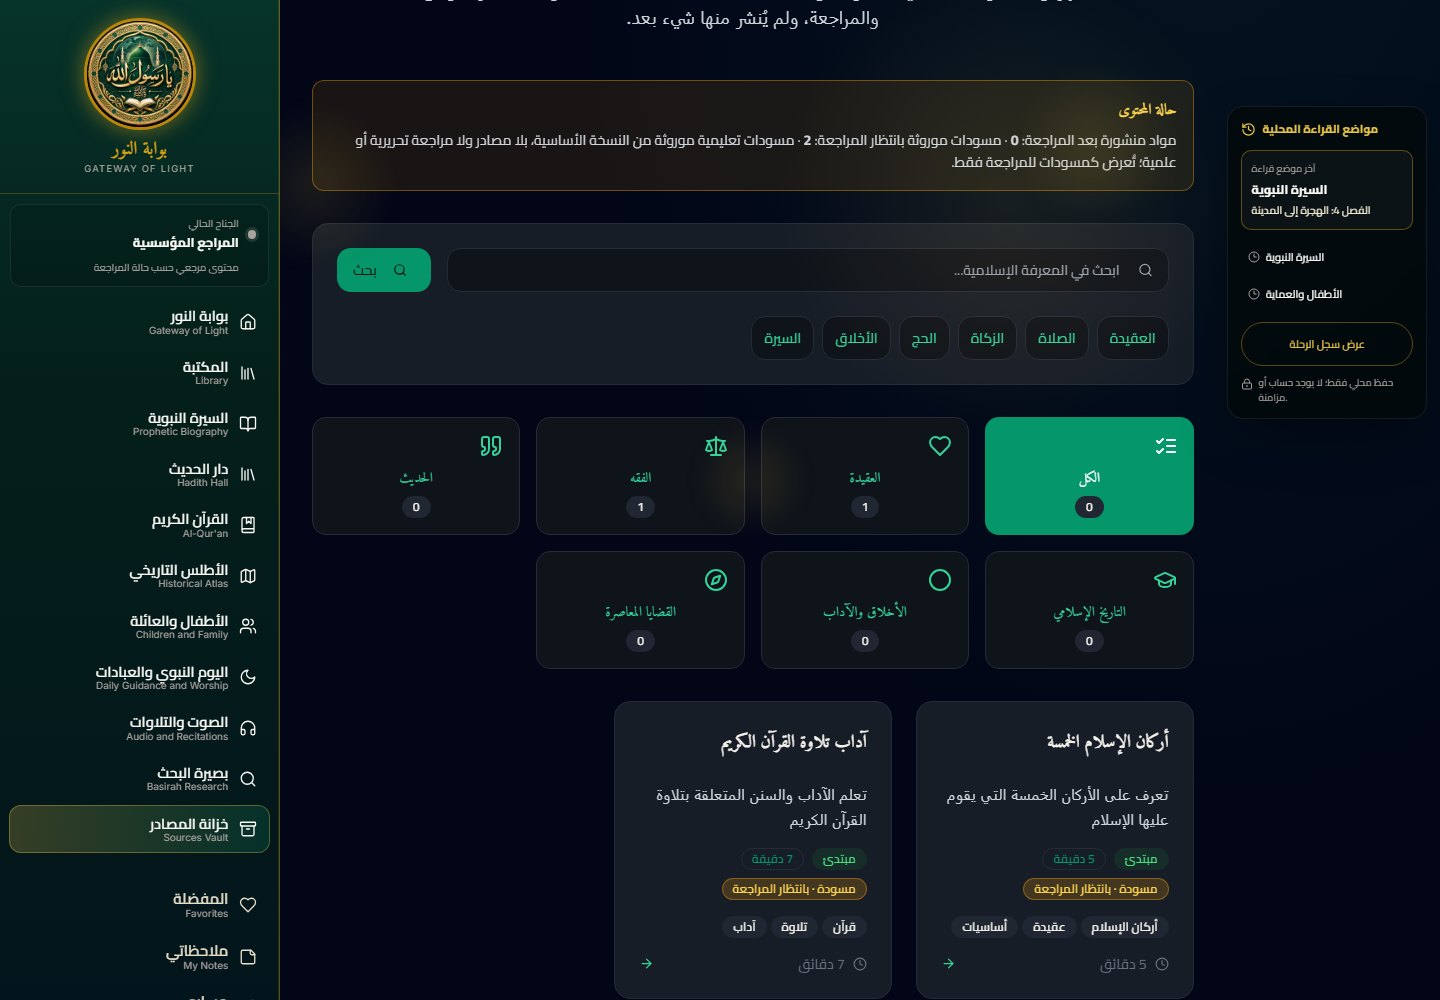 يا رسول الله
بوابة النور
GATEWAY OF LIGHT
الجناح الحالي
المراجع المؤسسية
محتوى مرجعي حسب حالة المراجعة
بوابة النور
Gateway of Light
المكتبة
Library
السيرة النبوية
Prophetic Biography
دار الحديث
Hadith Hall
القرآن الكريم
Al-Qur'an
الأطلس التاريخي
Historical Atlas
الأطفال والعائلة
Children and Family
اليوم النبوي والعبادات
Daily Guidance and Worship
الصوت والتلاوات
Audio and Recitations
بصيرة البحث
Basirah Research
خزانة المصادر
Sources Vault
المفضلة
Favorites
ملاحظاتي
My Notes
والمراجعة، ولم يُنشر منها شيء بعد.
حالة المحتوى
مواد منشورة بعد المراجعة: 0 · مسودات موروثة بانتظار المراجعة: 2 · مسودات تعليمية موروثة من النسخة الأساسية، بلا مصادر ولا مراجعة تحريرية أو
علمية؛ تُعرض كمسودات للمراجعة فقط.
ابحث في المعرفة الإسلامية...
بحث
العقيدة
الصلاة
الزكاة
الحج
الأخلاق
السيرة
الكل
0
العقيدة
1
الفقه
1
الحديث
0
التاريخ الإسلامي
0
الأخلاق والآداب
0
القضايا المعاصرة
0
أركان الإسلام الخمسة
تعرف على الأركان الخمسة التي يقوم
عليها الإسلام
مبتدئ
5 دقيقة
مسودة · بانتظار المراجعة
أركان الإسلام
عقيدة
أساسيات
5 دقائق
آداب تلاوة القرآن الكريم
تعلم الآداب والسنن المتعلقة بتلاوة
القرآن الكريم
مبتدئ
7 دقيقة
مسودة · بانتظار المراجعة
قرآن
تلاوة
آداب
7 دقائق
مواضع القراءة المحلية
آخر موضع قراءة
السيرة النبوية
الفصل 4: الهجرة إلى المدينة
السيرة النبوية
الأطفال والعماية
عرض سجل الرحلة
حفظ محلي فقط؛ لا يوجد حساب أو
مزامنة.